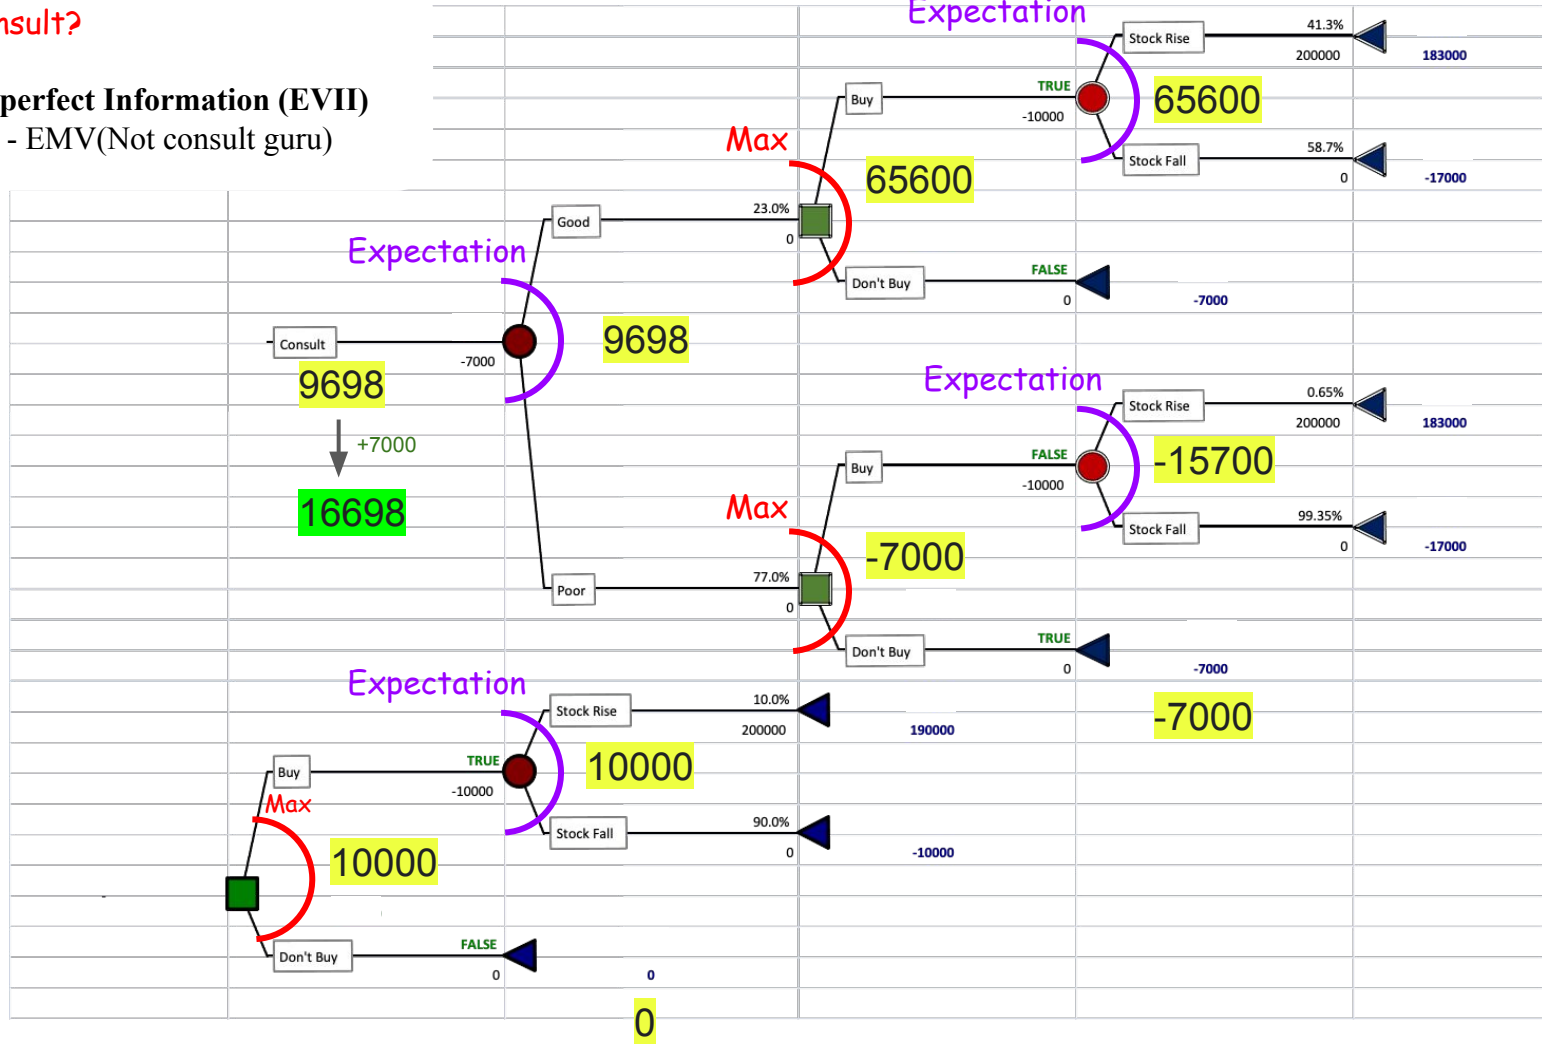 nsult?
perfect Information (EVII)
- EMV(Not consult guru)
Expectation
Stock Rise
41.3%
200000
183000
Buy
TRUE
-10000
65600
Max
65600
Stock Fall
58.7%
0
-17000
Good
23.0%
0
Expectation
Don't Buy
FALSE
0
-7000
Consult
-7000
9698
9698
+7000
16698
Expectation
Stock Rise
0.65%
200000
183000
Buy
FALSE
-10000
-15700
Max
-7000
Stock Fall
99.35%
0
-17000
Poor
77.0%
0
Don't Buy
TRUE
0
-7000
-7000
Expectation
Stock Rise
10.0%
200000
190000
Buy
TRUE
-10000
10000
Max
10000
Stock Fall
90.0%
0
-10000
Don't Buy
FALSE
0
0
0